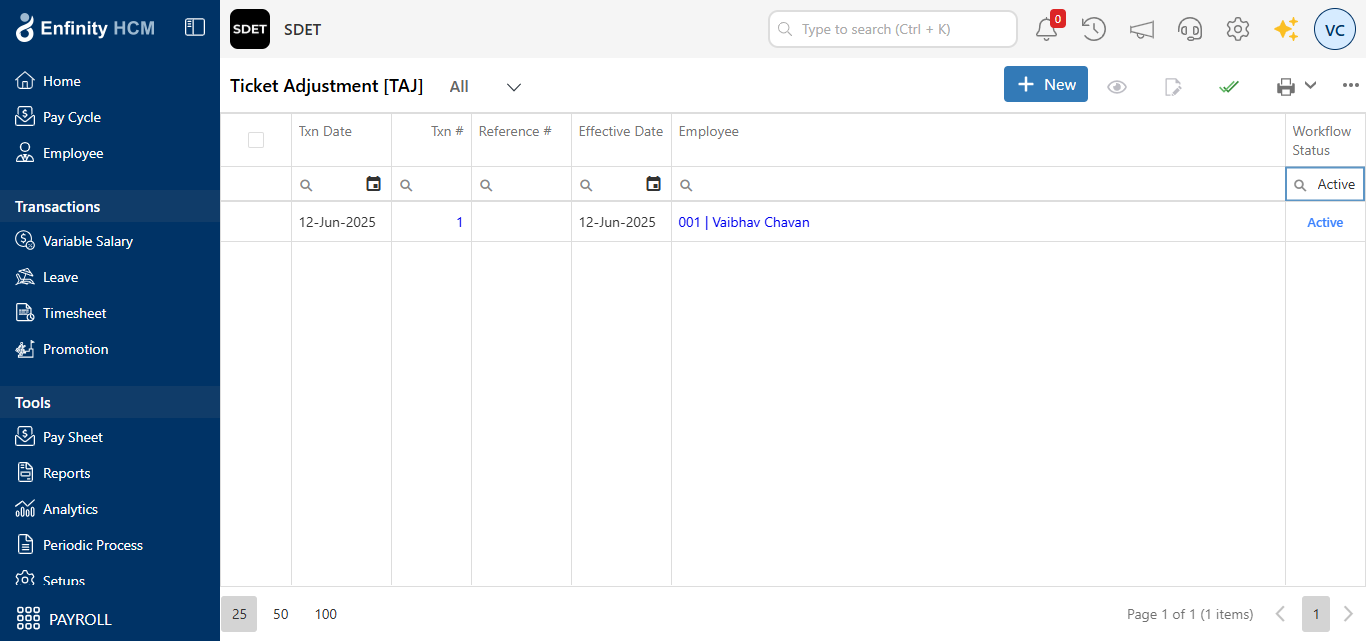 Enfinity HCM
SDET SDET
Type to search (Ctrl + K)
0
VC
Home
Pay Cycle
Employee
Transactions
Variable Salary
Leave
Timesheet
Promotion
Tools
Pay Sheet
Reports
Analytics
Periodic Process
Setups
PAYROLL
Ticket Adjustment [TAJ] All
New
Txn Date Txn # Reference # Effective Date Employee Workflow
Status
Active
12-Jun-2025 1 12-Jun-2025 001 | Vaibhav Chavan Active
25 50 100 Page 1 of 1 (1 items) 1